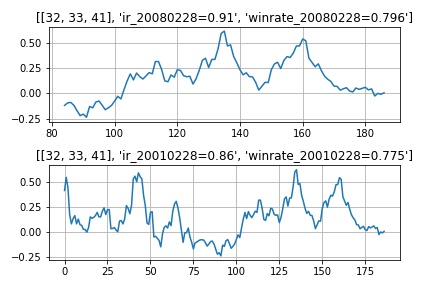 [[32, 33, 41], 'ir_20080228=0.91', 'winrate_20080228=0.796']
0.50
0.25
0.00
−0.25
80 100 120 140 160 180
[[32, 33, 41], 'ir_20010228=0.86', 'winrate_20010228=0.775']
0.50
0.25
0.00
−0.25
0 25 50 75 100 125 150 175